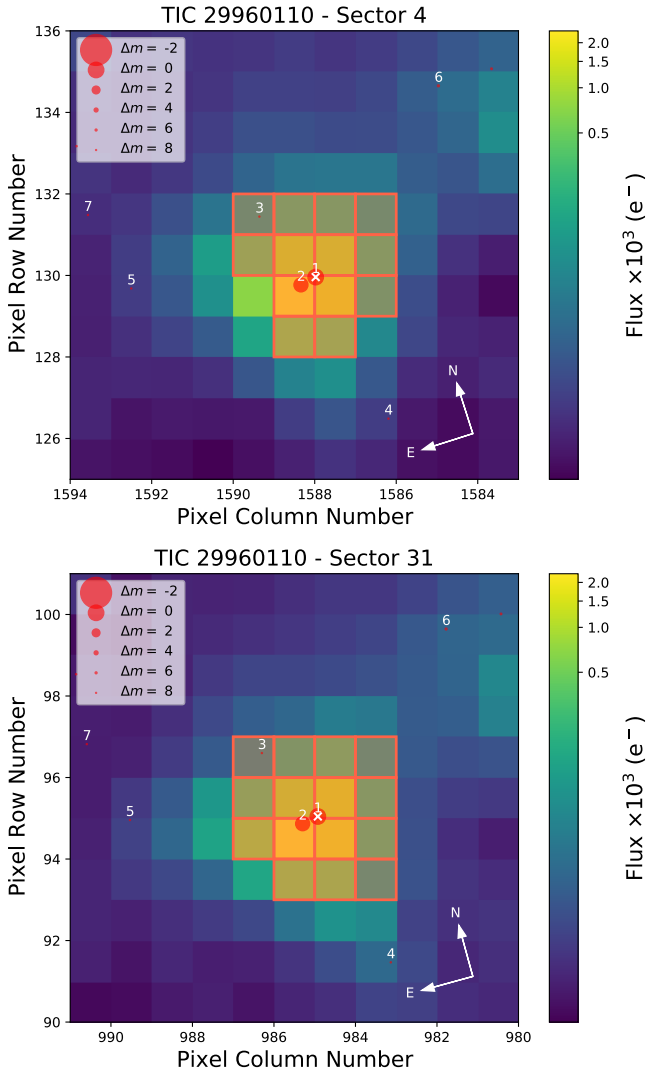 TIC 29960110 - Sector 4
Δm = -2
Δm = 0
Δm = 2
Δm = 4
Δm = 6
Δm = 8
1
2
3
4
5
6
7
N
E
136
134
132
130
128
126
1594
1592
1590
1588
1586
1584
Pixel Row Number
Pixel Column Number
2.0
1.5
1.0
0.5
Flux ×10³ (e⁻)
TIC 29960110 - Sector 31
Δm = -2
Δm = 0
Δm = 2
Δm = 4
Δm = 6
Δm = 8
1
2
3
4
5
6
7
N
E
100
98
96
94
92
90
990
988
986
984
982
980
Pixel Row Number
Pixel Column Number
2.0
1.5
1.0
0.5
Flux ×10³ (e⁻)